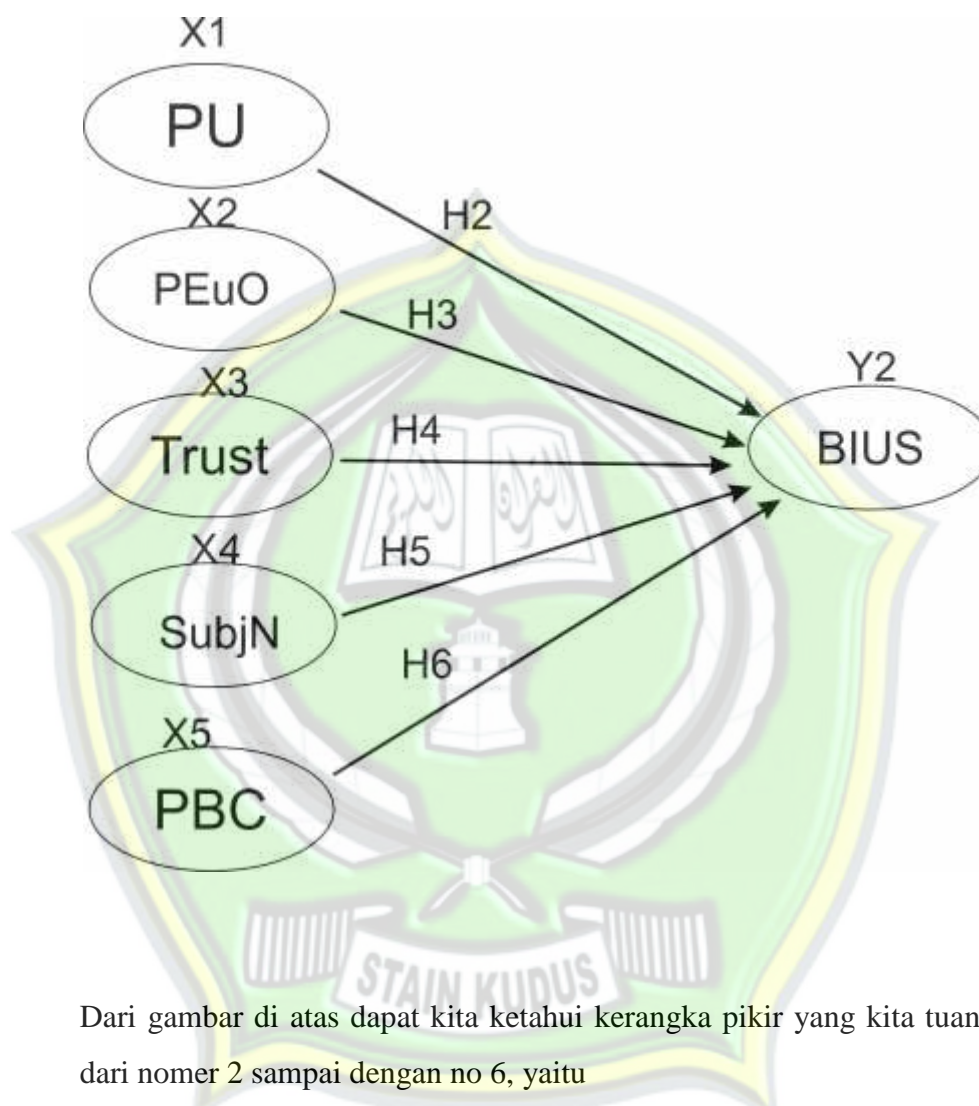 X1
PU
X2
H2
PEuO
H3
X3
Y2
Trust
H4
BIUS
X4
H5
SubjN
H6
X5
PBC
STAIN KUDUS
Dari gambar di atas dapat kita ketahui kerangka pikir yang kita tuan
dari nomer 2 sampai dengan no 6, yaitu